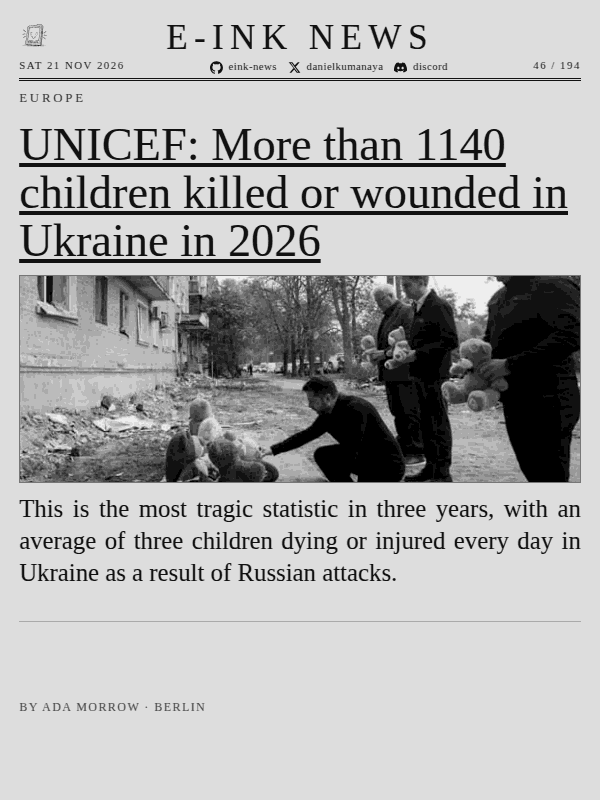 E-INK NEWS
SAT 21 NOV 2026
eink-news danielkumanaya discord
46 / 194
EUROPE
UNICEF: More than 1140
children killed or wounded in
Ukraine in 2026
This is the most tragic statistic in three years, with an
average of three children dying or injured every day in
Ukraine as a result of Russian attacks.
BY ADA MORROW · BERLIN